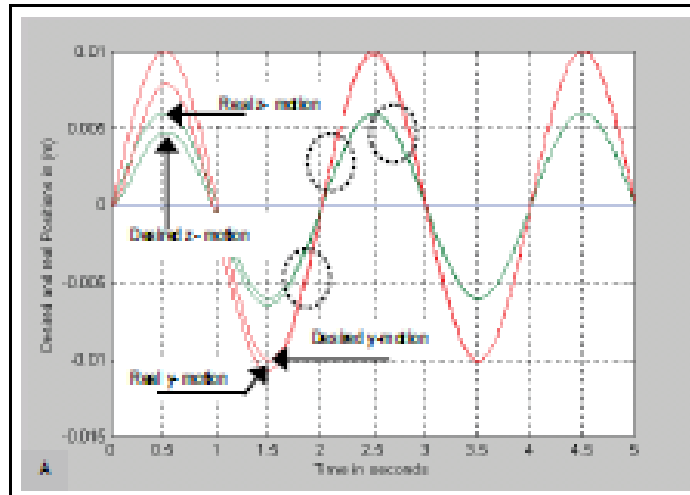 0.01
Real z- motion
0.005
0
Desired z- motion
-0.005
Desired y-motion
-0.01
Real y- motion
-0.015
0 0.5 1 1.5 2 2.5 3 3.5 4 4.5 5
Time in seconds
Desired and real Positions in (m)
A